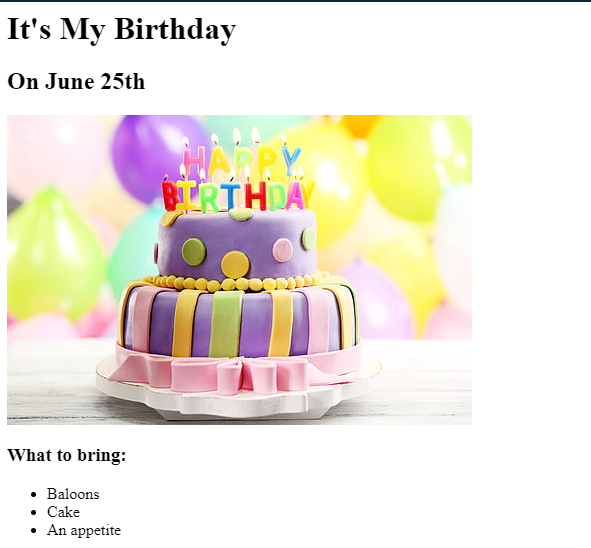 It's My Birthday
On June 25th
HAPPY
BIRTHDAY
What to bring:
Baloons
Cake
An appetite